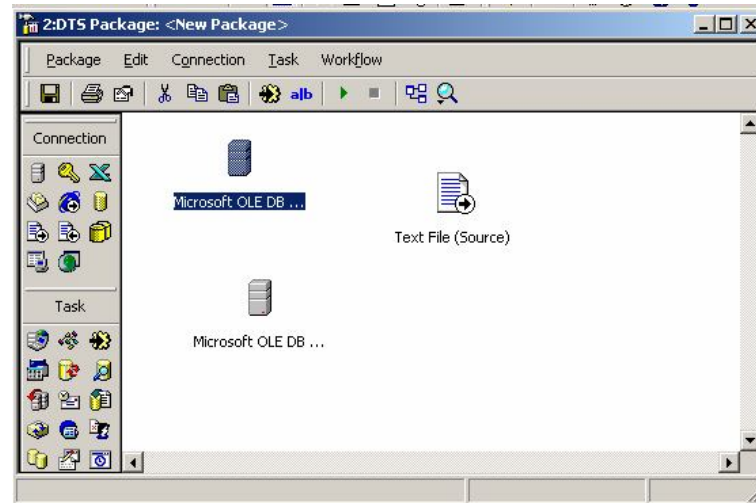 2:DTS Package: <New Package>
Package Edit Connection Task Workflow
a|b
Connection
Microsoft OLE DB ...
Text File (Source)
Task
Microsoft OLE DB ...